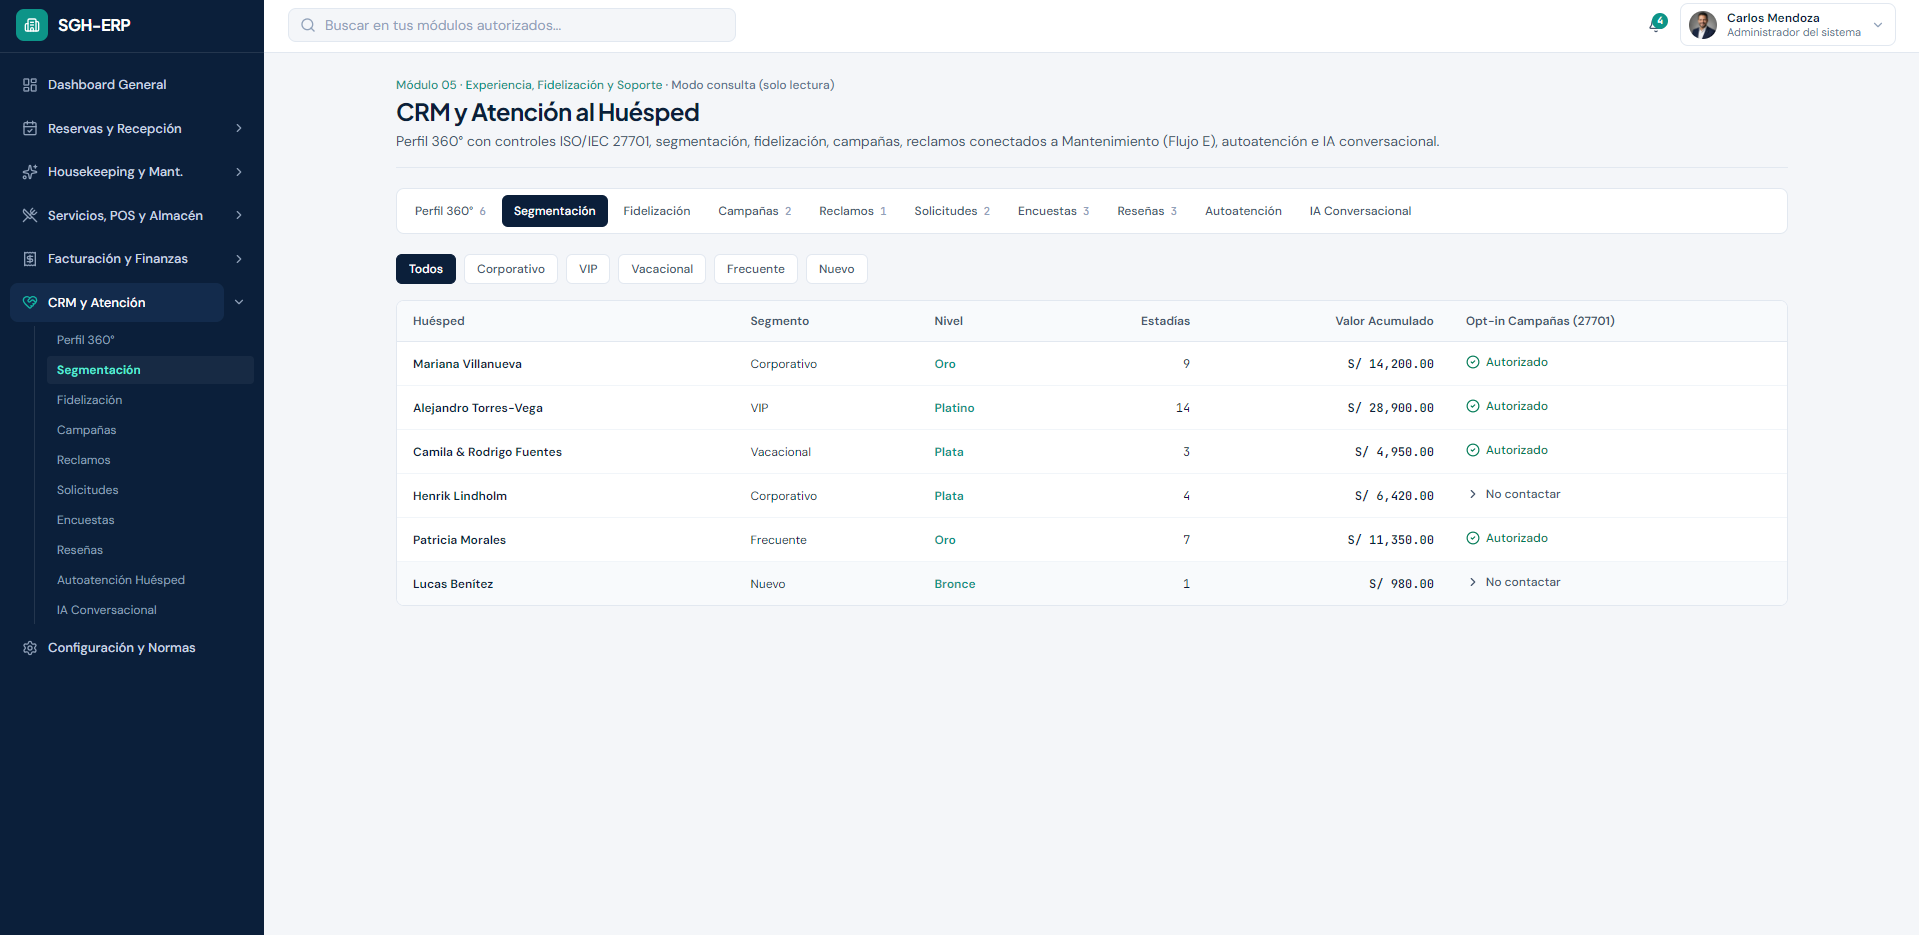 SGH-ERP
Buscar en tus módulos autorizados...
4
Carlos Mendoza
Administrador del sistema
Dashboard General
Reservas y Recepción
Housekeeping y Mant.
Servicios, POS y Almacén
Facturación y Finanzas
CRM y Atención
Perfil 360°
Segmentación
Fidelización
Campañas
Reclamos
Solicitudes
Encuestas
Reseñas
Autoatención Huésped
IA Conversacional
Configuración y Normas
Módulo 05 · Experiencia, Fidelización y Soporte · Modo consulta (solo lectura)
CRM y Atención al Huésped
Perfil 360° con controles ISO/IEC 27701, segmentación, fidelización, campañas, reclamos conectados a Mantenimiento (Flujo E), autoatención e IA conversacional.
Perfil 360° 6 Segmentación Fidelización Campañas 2 Reclamos 1 Solicitudes 2 Encuestas 3 Reseñas 3 Autoatención IA Conversacional
Todos Corporativo VIP Vacacional Frecuente Nuevo
Huésped Segmento Nivel Estadías Valor Acumulado Opt-in Campañas (27701)
Mariana Villanueva Corporativo Oro 9 S/ 14,200.00 Autorizado
Alejandro Torres-Vega VIP Platino 14 S/ 28,900.00 Autorizado
Camila & Rodrigo Fuentes Vacacional Plata 3 S/ 4,950.00 Autorizado
Henrik Lindholm Corporativo Plata 4 S/ 6,420.00 No contactar
Patricia Morales Frecuente Oro 7 S/ 11,350.00 Autorizado
Lucas Benítez Nuevo Bronce 1 S/ 980.00 No contactar